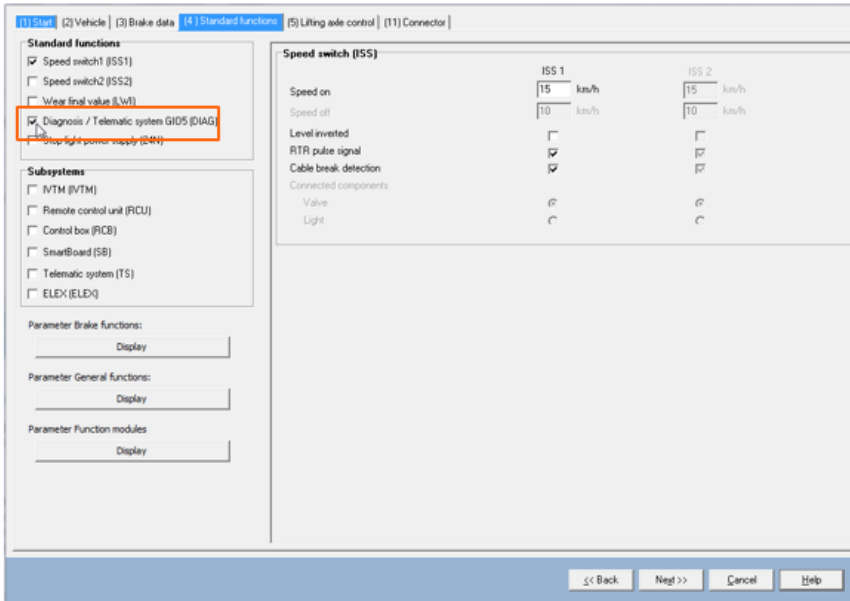 (1) Start (2) Vehicle (3) Brake data (4) Standard functions (5) Lifting axle control (11) Connector
Standard functions
Speed switch1 (ISS1)
Speed switch2 (ISS2)
Wear final value (LWI)
Diagnosis / Telematic system GIO5 (DIAG)
Stop light power supply (24N)
Subsystems
IVTM (IVTM)
Remote control unit (RCU)
Control box (RCB)
SmartBoard (SB)
Telematic system (TS)
ELEX (ELEX)
Parameter Brake functions:
Display
Parameter General functions:
Display
Parameter Function modules
Display
Speed switch (ISS)
ISS 1 ISS 2
Speed on 15 km/h 15 km/h
Speed off 10 km/h 10 km/h
Level inverted
RTR pulse signal
Cable break detection
Connected components
Valve
Light
<< Back Next >> Cancel Help